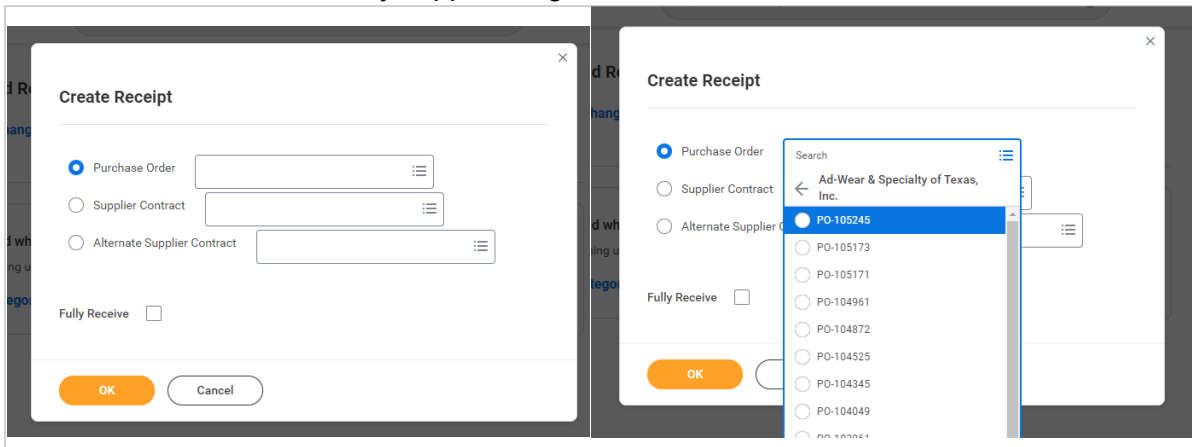 Create Receipt
Purchase Order
Supplier Contract
Alternate Supplier Contract
Fully Receive
OK
Cancel
Create Receipt
Purchase Order
Search
Ad-Wear & Specialty of Texas,
Inc.
Supplier Contract
Alternate Supplier
PO-105245
PO-105173
PO-105171
PO-104961
PO-104872
PO-104525
PO-104345
PO-104049
Fully Receive
OK